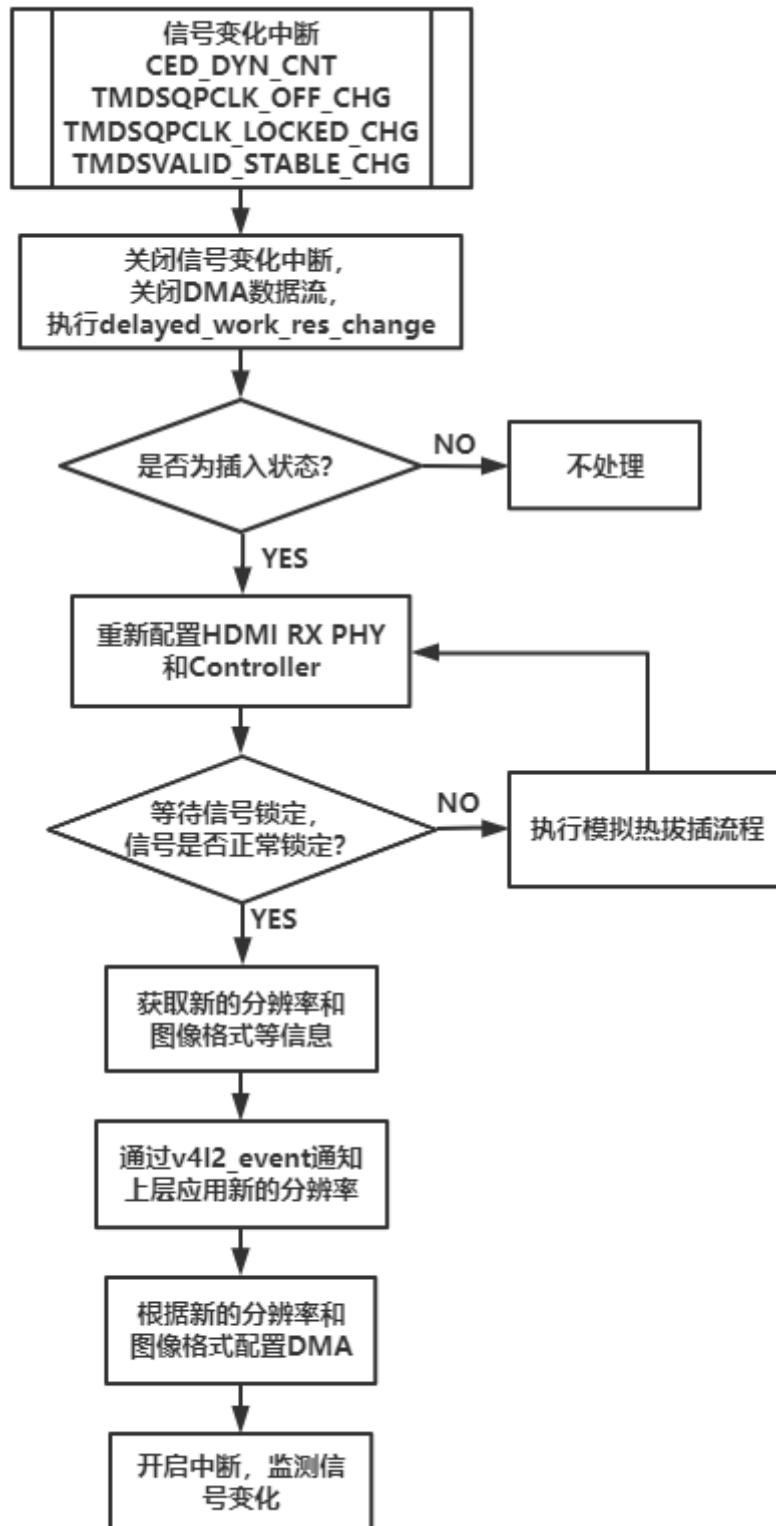 信号变化中断
CED_DYN_CNT
TMDSQPCLK_OFF_CHG
TMDSQPCLK_LOCKED_CHG
TMDSVALID_STABLE_CHG
关闭信号变化中断,
关闭DMA数据流,
执行delayed_work_res_change
是否为插入状态?
NO
不处理
YES
重新配置HDMI RX PHY
和Controller
等待信号锁定,
信号是否正常锁定?
NO
执行模拟热拔插流程
YES
获取新的分辨率和
图像格式等信息
通过v4l2_event通知
上层应用新的分辨率
根据新的分辨率和
图像格式配置DMA
开启中断，监测信
号变化